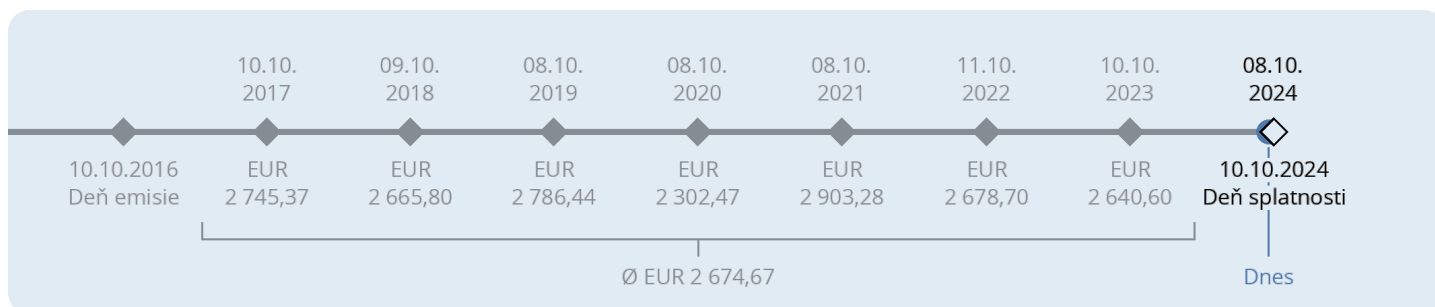 10.10.
2017
09.10.
2018
08.10.
2019
08.10.
2020
08.10.
2021
11.10.
2022
10.10.
2023
08.10.
2024
10.10.2016
Deň emisie
EUR
2 745,37
EUR
2 665,80
EUR
2 786,44
EUR
2 302,47
EUR
2 903,28
EUR
2 678,70
EUR
2 640,60
10.10.2024
Deň splatnosti
Ø EUR 2 674,67
Dnes